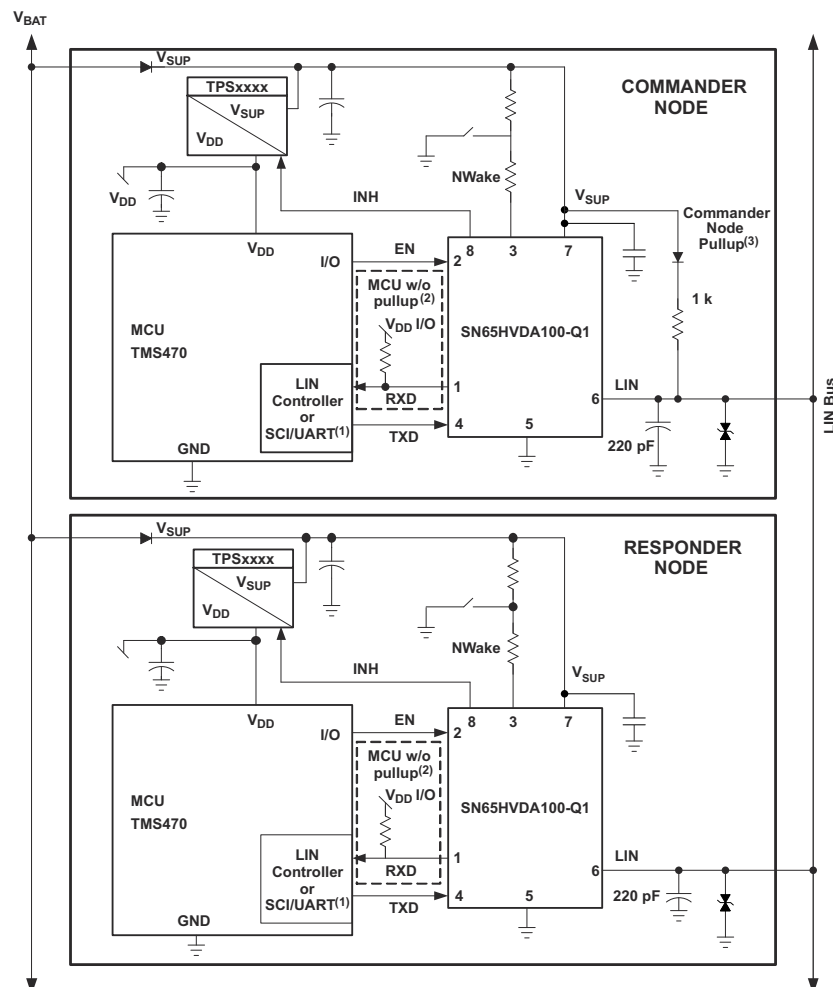 VBAT
VSUP
COMMANDER
NODE
TPSxxxx
VSUP
VDD
VDD
NWake
INH
VSUP
Commander
Node
Pullup(3)
1 k
VDD
I/O
EN
2
8
3
7
MCU w/o
pullup(2)
VDD I/O
MCU
TMS470
SN65HVDA100-Q1
LIN
Controller
or
SCI/UART(1)
1
RXD
4
TXD
5
6
LIN
220 pF
GND
LIN Bus
VSUP
RESPONDER
NODE
TPSxxxx
VSUP
VDD
NWake
INH
VSUP
VDD
I/O
EN
2
8
3
7
MCU w/o
pullup(2)
VDD I/O
MCU
TMS470
SN65HVDA100-Q1
LIN
Controller
or
SCI/UART(1)
1
RXD
4
TXD
5
6
LIN
220 pF
GND